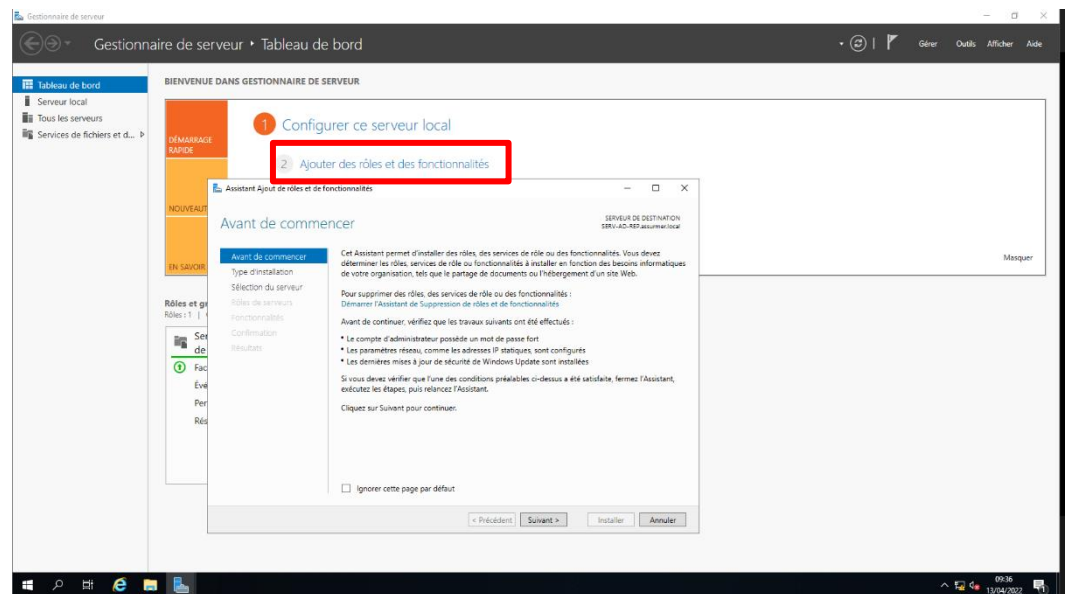 Gestionnaire de serveur
Gestionnaire de serveur • Tableau de bord
Gérer Outils Afficher Aide
Tableau de bord
Serveur local
Tous les serveurs
Services de fichiers et d...
BIENVENUE DANS GESTIONNAIRE DE SERVEUR
DÉMARRAGE
RAPIDE
1 Configurer ce serveur local
2 Ajouter des rôles et des fonctionnalités
NOUVEAUT
EN SAVOIR
Masquer
Rôles et gr
Rôles : 1 |
Ser
de
Fac
Évé
Per
Rés
Assistant Ajout de rôles et de fonctionnalités
Avant de commencer
SERVEUR DE DESTINATION
SERV-AD-REP.assurmer.local
Avant de commencer
Type d'installation
Sélection du serveur
Rôles de serveurs
Fonctionnalités
Confirmation
Résultats
Cet Assistant permet d'installer des rôles, des services de rôle ou des fonctionnalités. Vous devez
déterminer les rôles, services de rôle ou fonctionnalités à installer en fonction des besoins informatiques
de votre organisation, tels que le partage de documents ou l'hébergement d'un site Web.
Pour supprimer des rôles, des services de rôle ou des fonctionnalités :
Démarrer l'Assistant de Suppression de rôles et de fonctionnalités
Avant de continuer, vérifiez que les travaux suivants ont été effectués :
• Le compte d'administrateur possède un mot de passe fort
• Les paramètres réseau, comme les adresses IP statiques, sont configurés
• Les dernières mises à jour de sécurité de Windows Update sont installées
Si vous devez vérifier que l'une des conditions préalables ci-dessus a été satisfaite, fermez l'Assistant,
exécutez les étapes, puis relancez l'Assistant.
Cliquez sur Suivant pour continuer.
Ignorer cette page par défaut
< Précédent Suivant > Installer Annuler
09:36
13/04/2022